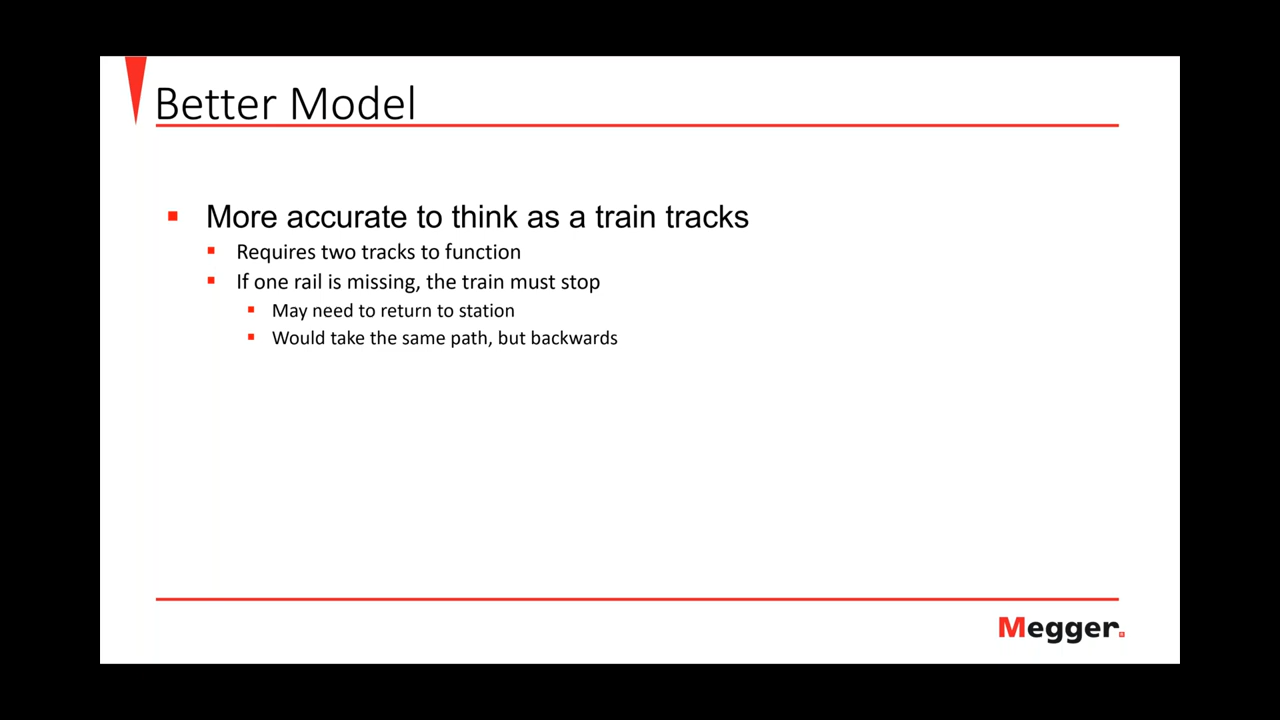 Better Model
More accurate to think as a train tracks
Requires two tracks to function
If one rail is missing, the train must stop
May need to return to station
Would take the same path, but backwards
Megger.